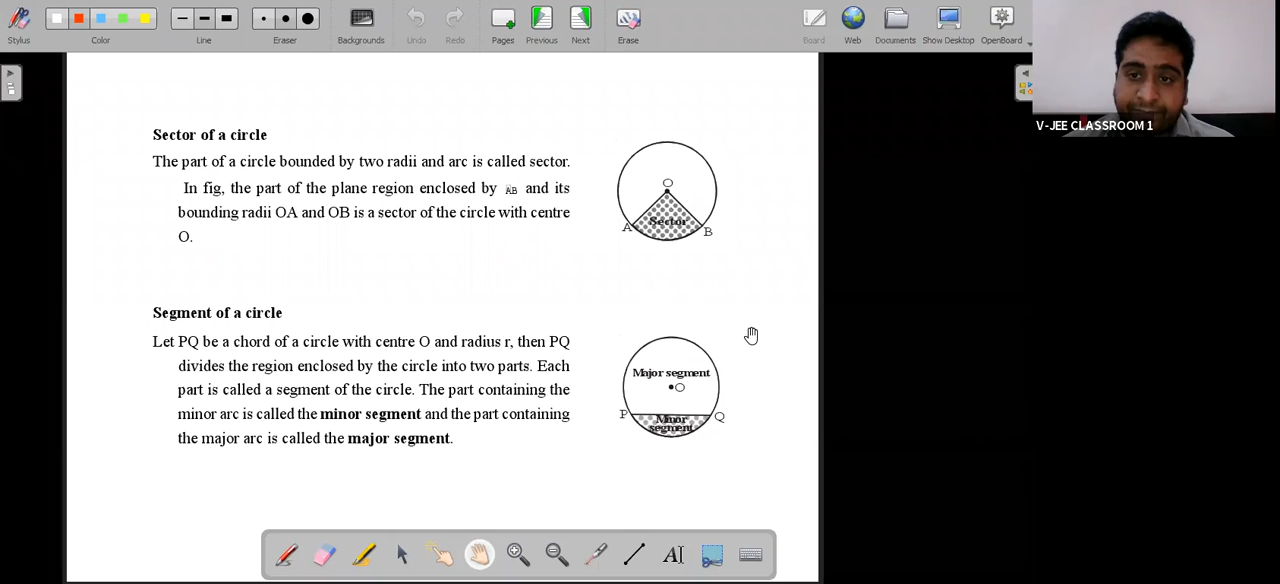 Stylus Color Line Eraser Backgrounds Undo Redo Pages Previous Next Erase Board Web Documents Show Desktop OpenBoard
V-JEE CLASSROOM 1
Sector of a circle
The part of a circle bounded by two radii and arc is called sector.
In fig, the part of the plane region enclosed by AB and its
bounding radii OA and OB is a sector of the circle with centre
O.
O
Sector
A B
Segment of a circle
Let PQ be a chord of a circle with centre O and radius r, then PQ
divides the region enclosed by the circle into two parts. Each
part is called a segment of the circle. The part containing the
minor arc is called the minor segment and the part containing
the major arc is called the major segment.
Major segment
O
P Q
Minor
segment
AI